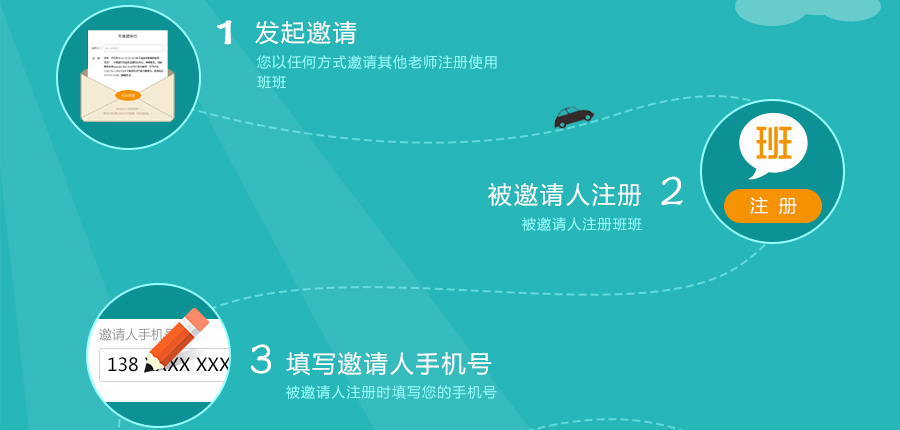 1 发起邀请
您以任何方式邀请其他老师注册使用
班班
班
注 册
被邀请人注册 2
被邀请人注册班班
邀请人手机号
138 XXXX XXX
3 填写邀请人手机号
被邀请人注册时填写您的手机号